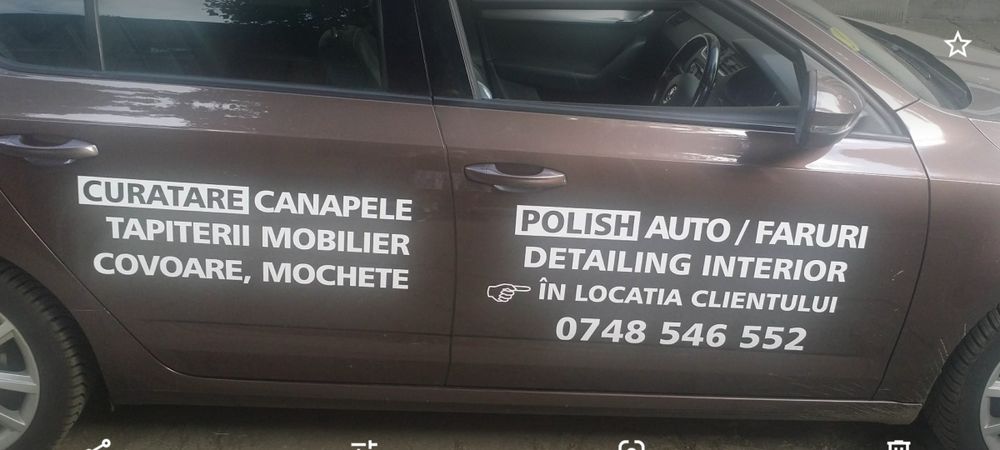 CURATARE CANAPELE
TAPITERII MOBILIER
COVOARE, MOCHETE
POLISH AUTO / FARURI
DETAILING INTERIOR
ÎN LOCATIA CLIENTULUI
0748 546 552